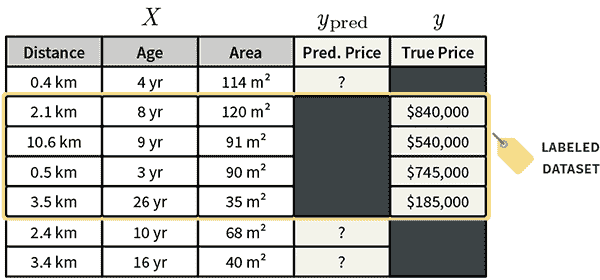 X y_pred y
Distance Age Area Pred. Price True Price
0.4 km 4 yr 114 m² ?
2.1 km 8 yr 120 m² $840,000
10.6 km 9 yr 91 m² $540,000
0.5 km 3 yr 90 m² $745,000
3.5 km 26 yr 35 m² $185,000
2.4 km 10 yr 68 m² ?
3.4 km 16 yr 40 m² ?
LABELED
DATASET